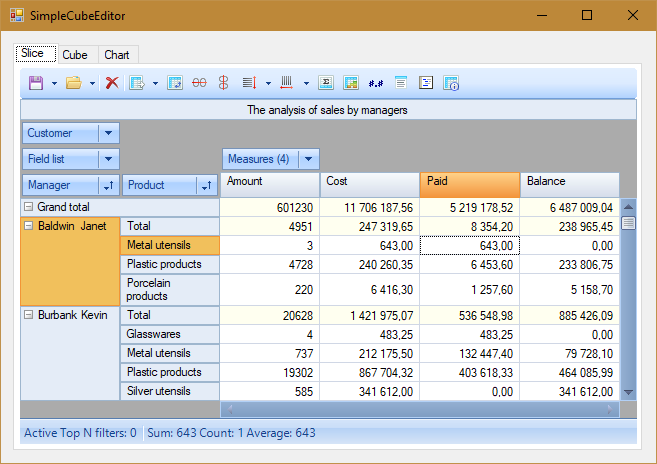 SimpleCubeEditor
Slice Cube Chart
The analysis of sales by managers
Customer
Field list Measures (4)
Manager Product Amount Cost Paid Balance
Grand total 601230 11 706 187,56 5 219 178,52 6 487 009,04
Baldwin Janet Total 4951 247 319,65 8 354,20 238 965,45
Metal utensils 3 643,00 643,00 0,00
Plastic products 4728 240 260,35 6 453,60 233 806,75
Porcelain
products 220 6 416,30 1 257,60 5 158,70
Burbank Kevin Total 20628 1 421 975,07 536 548,98 885 426,09
Glasswares 4 483,25 483,25 0,00
Metal utensils 737 212 175,50 132 447,40 79 728,10
Plastic products 19302 867 704,32 403 618,33 464 085,99
Silver utensils 585 341 612,00 0,00 341 612,00
Active Top N filters: 0 Sum: 643 Count: 1 Average: 643